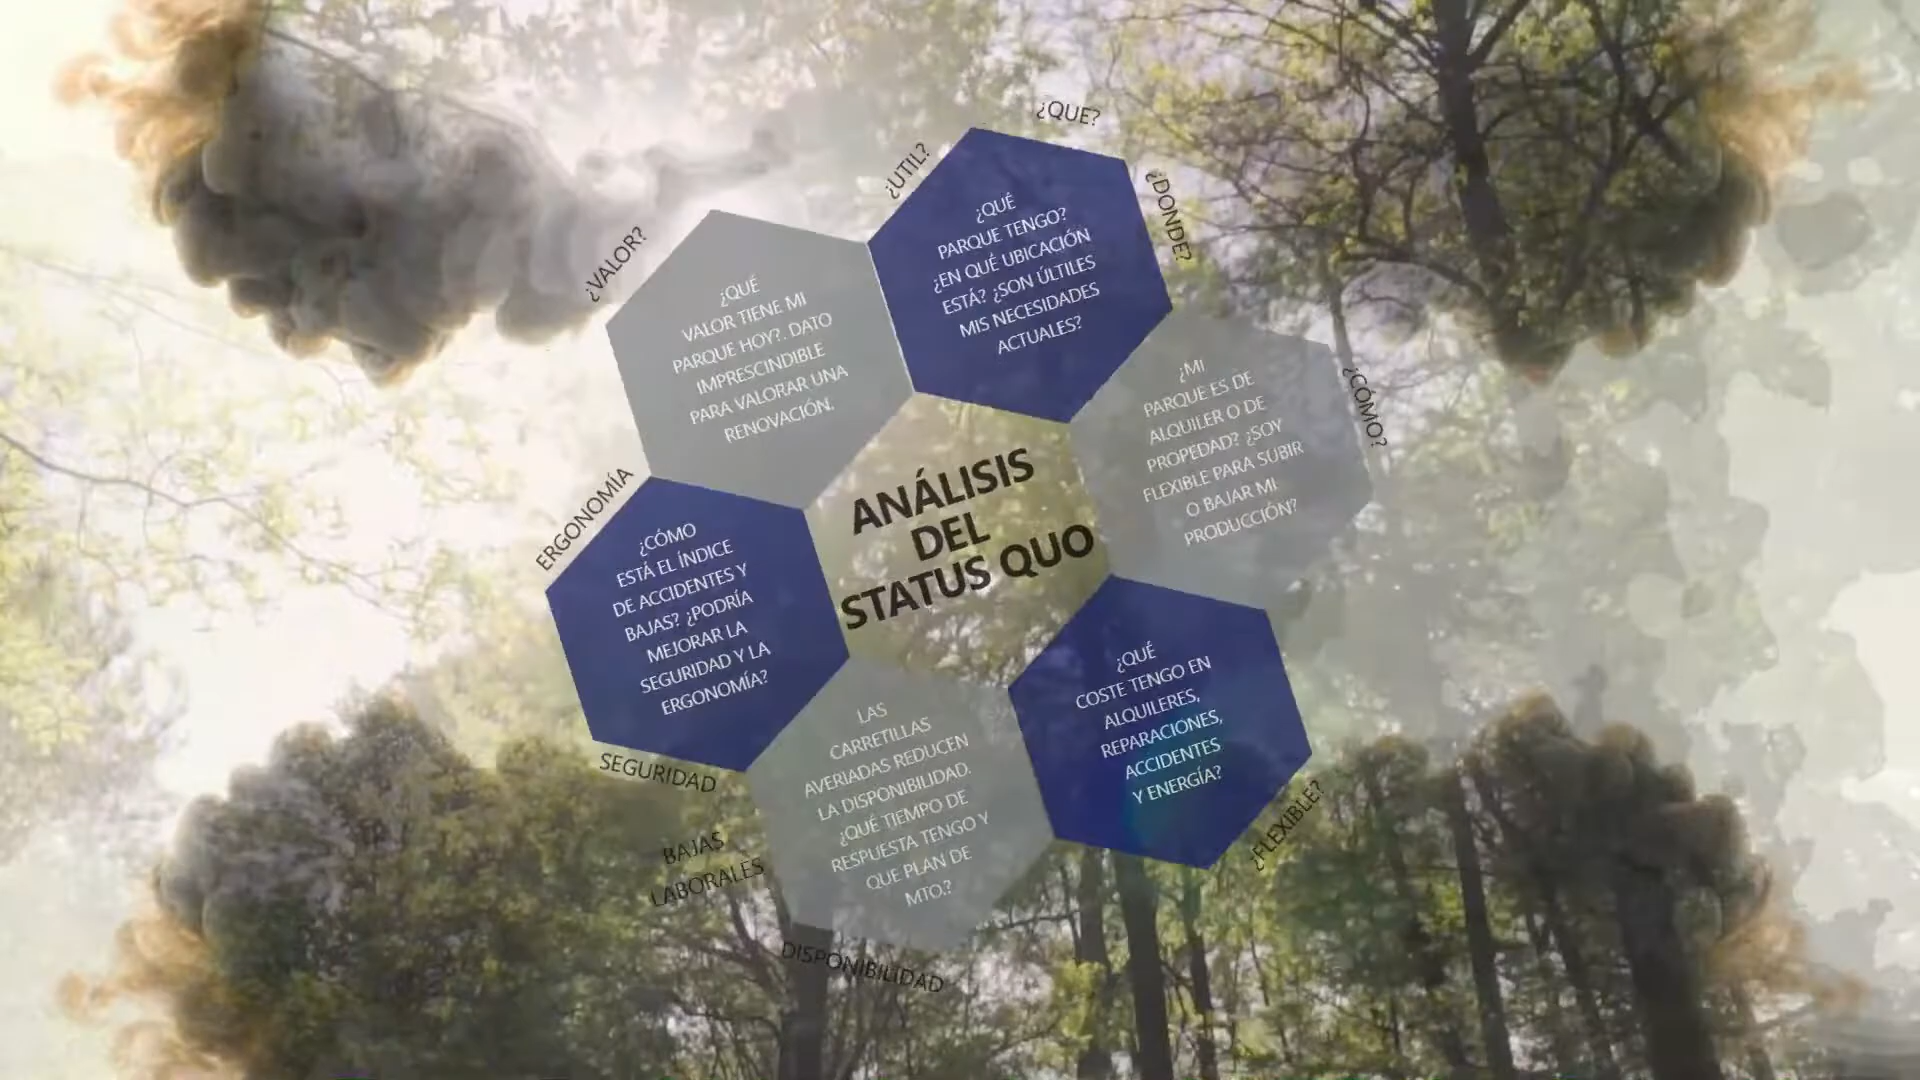 ¿QUE?
¿UTIL?
¿DONDE?
¿QUÉ
PARQUE TENGO?
¿EN QUÉ UBICACIÓN
ESTÁ? ¿SON ÚLTILES
MIS NECESIDADES
ACTUALES?
¿VALOR?
¿QUÉ
VALOR TIENE MI
PARQUE HOY?. DATO
IMPRESCINDIBLE
PARA VALORAR UNA
RENOVACIÓN.
¿CÓMO?
¿MI
PARQUE ES DE
ALQUILER O DE
PROPEDAD? ¿SOY
FLEXIBLE PARA SUBIR
O BAJAR MI
PRODUCCIÓN?
ANÁLISIS
DEL
STATUS QUO
ERGONOMÍA
¿CÓMO
ESTÁ EL ÍNDICE
DE ACCIDENTES Y
BAJAS? ¿PODRÍA
MEJORAR LA
SEGURIDAD Y LA
ERGONOMÍA?
SEGURIDAD
¿QUÉ
COSTE TENGO EN
ALQUILERES,
REPARACIONES,
ACCIDENTES
Y ENERGÍA?
¿FLEXIBLE?
LAS
CARRETILLAS
AVERIADAS REDUCEN
LA DISPONIBILIDAD.
¿QUÉ TIEMPO DE
RESPUESTA TENGO Y
QUE PLAN DE
MTO.?
BAJAS
LABORALES
DISPONIBILIDAD